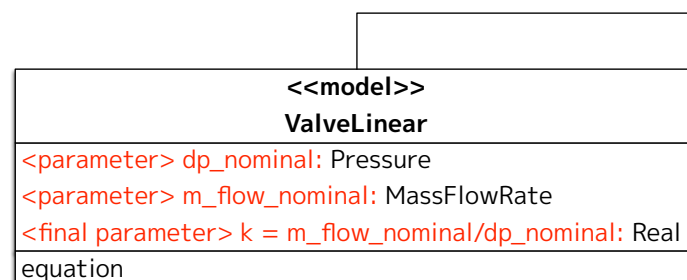 <<model>>
ValveLinear
<parameter> dp_nominal: Pressure
<parameter> m_flow_nominal: MassFlowRate
<final parameter> k = m_flow_nominal/dp_nominal: Real
equation